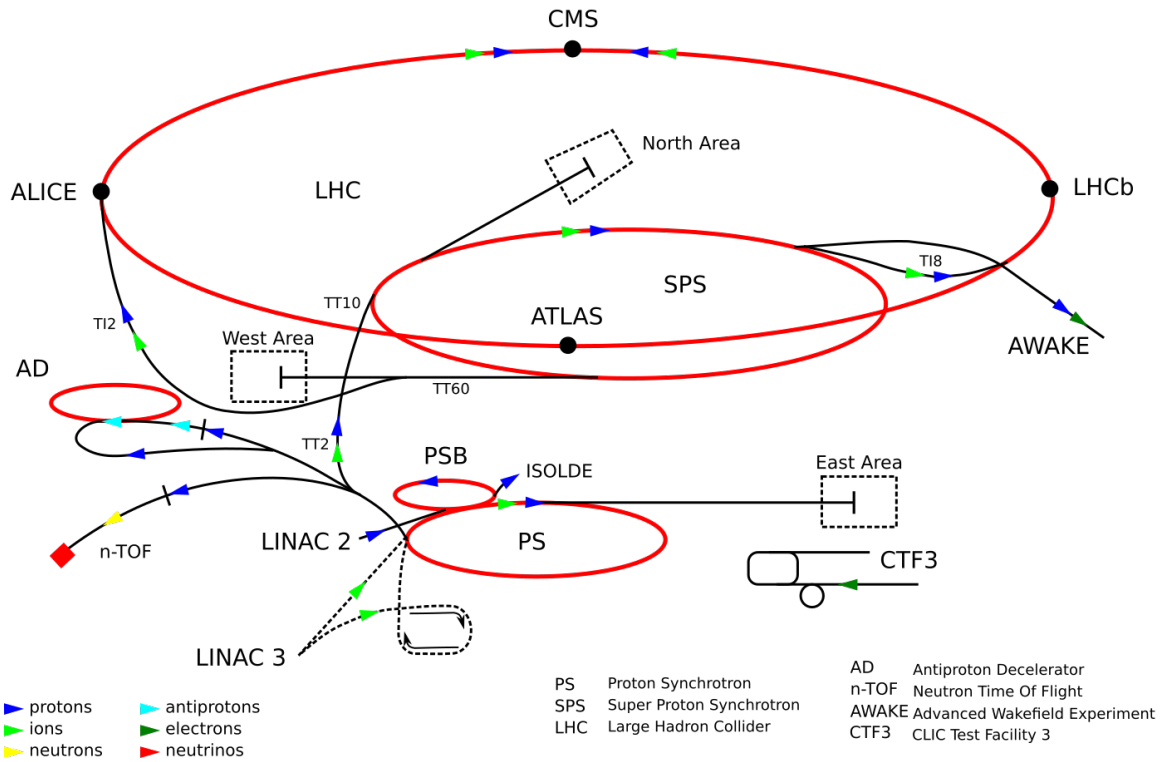 CMS
North Area
ALICE
LHC
LHCb
TI8
SPS
TT10
ATLAS
TI2
West Area
AWAKE
AD
TT60
TT2
PSB
ISOLDE
East Area
LINAC 2
PS
n-TOF
CTF3
LINAC 3
protons
ions
neutrons
antiprotons
electrons
neutrinos
PS Proton Synchrotron
SPS Super Proton Synchrotron
LHC Large Hadron Collider
AD Antiproton Decelerator
n-TOF Neutron Time Of Flight
AWAKE Advanced Wakefield Experiment
CTF3 CLIC Test Facility 3